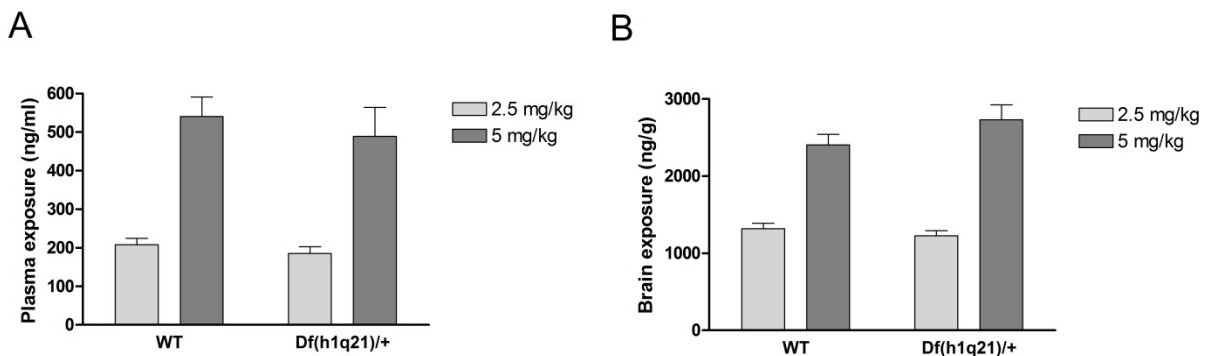 A
Plasma exposure (ng/ml)
600
500
400
300
200
100
0
WT
Df(h1q21)/+
2.5 mg/kg
5 mg/kg
B
Brain exposure (ng/g)
3000
2000
1000
0
WT
Df(h1q21)/+
2.5 mg/kg
5 mg/kg